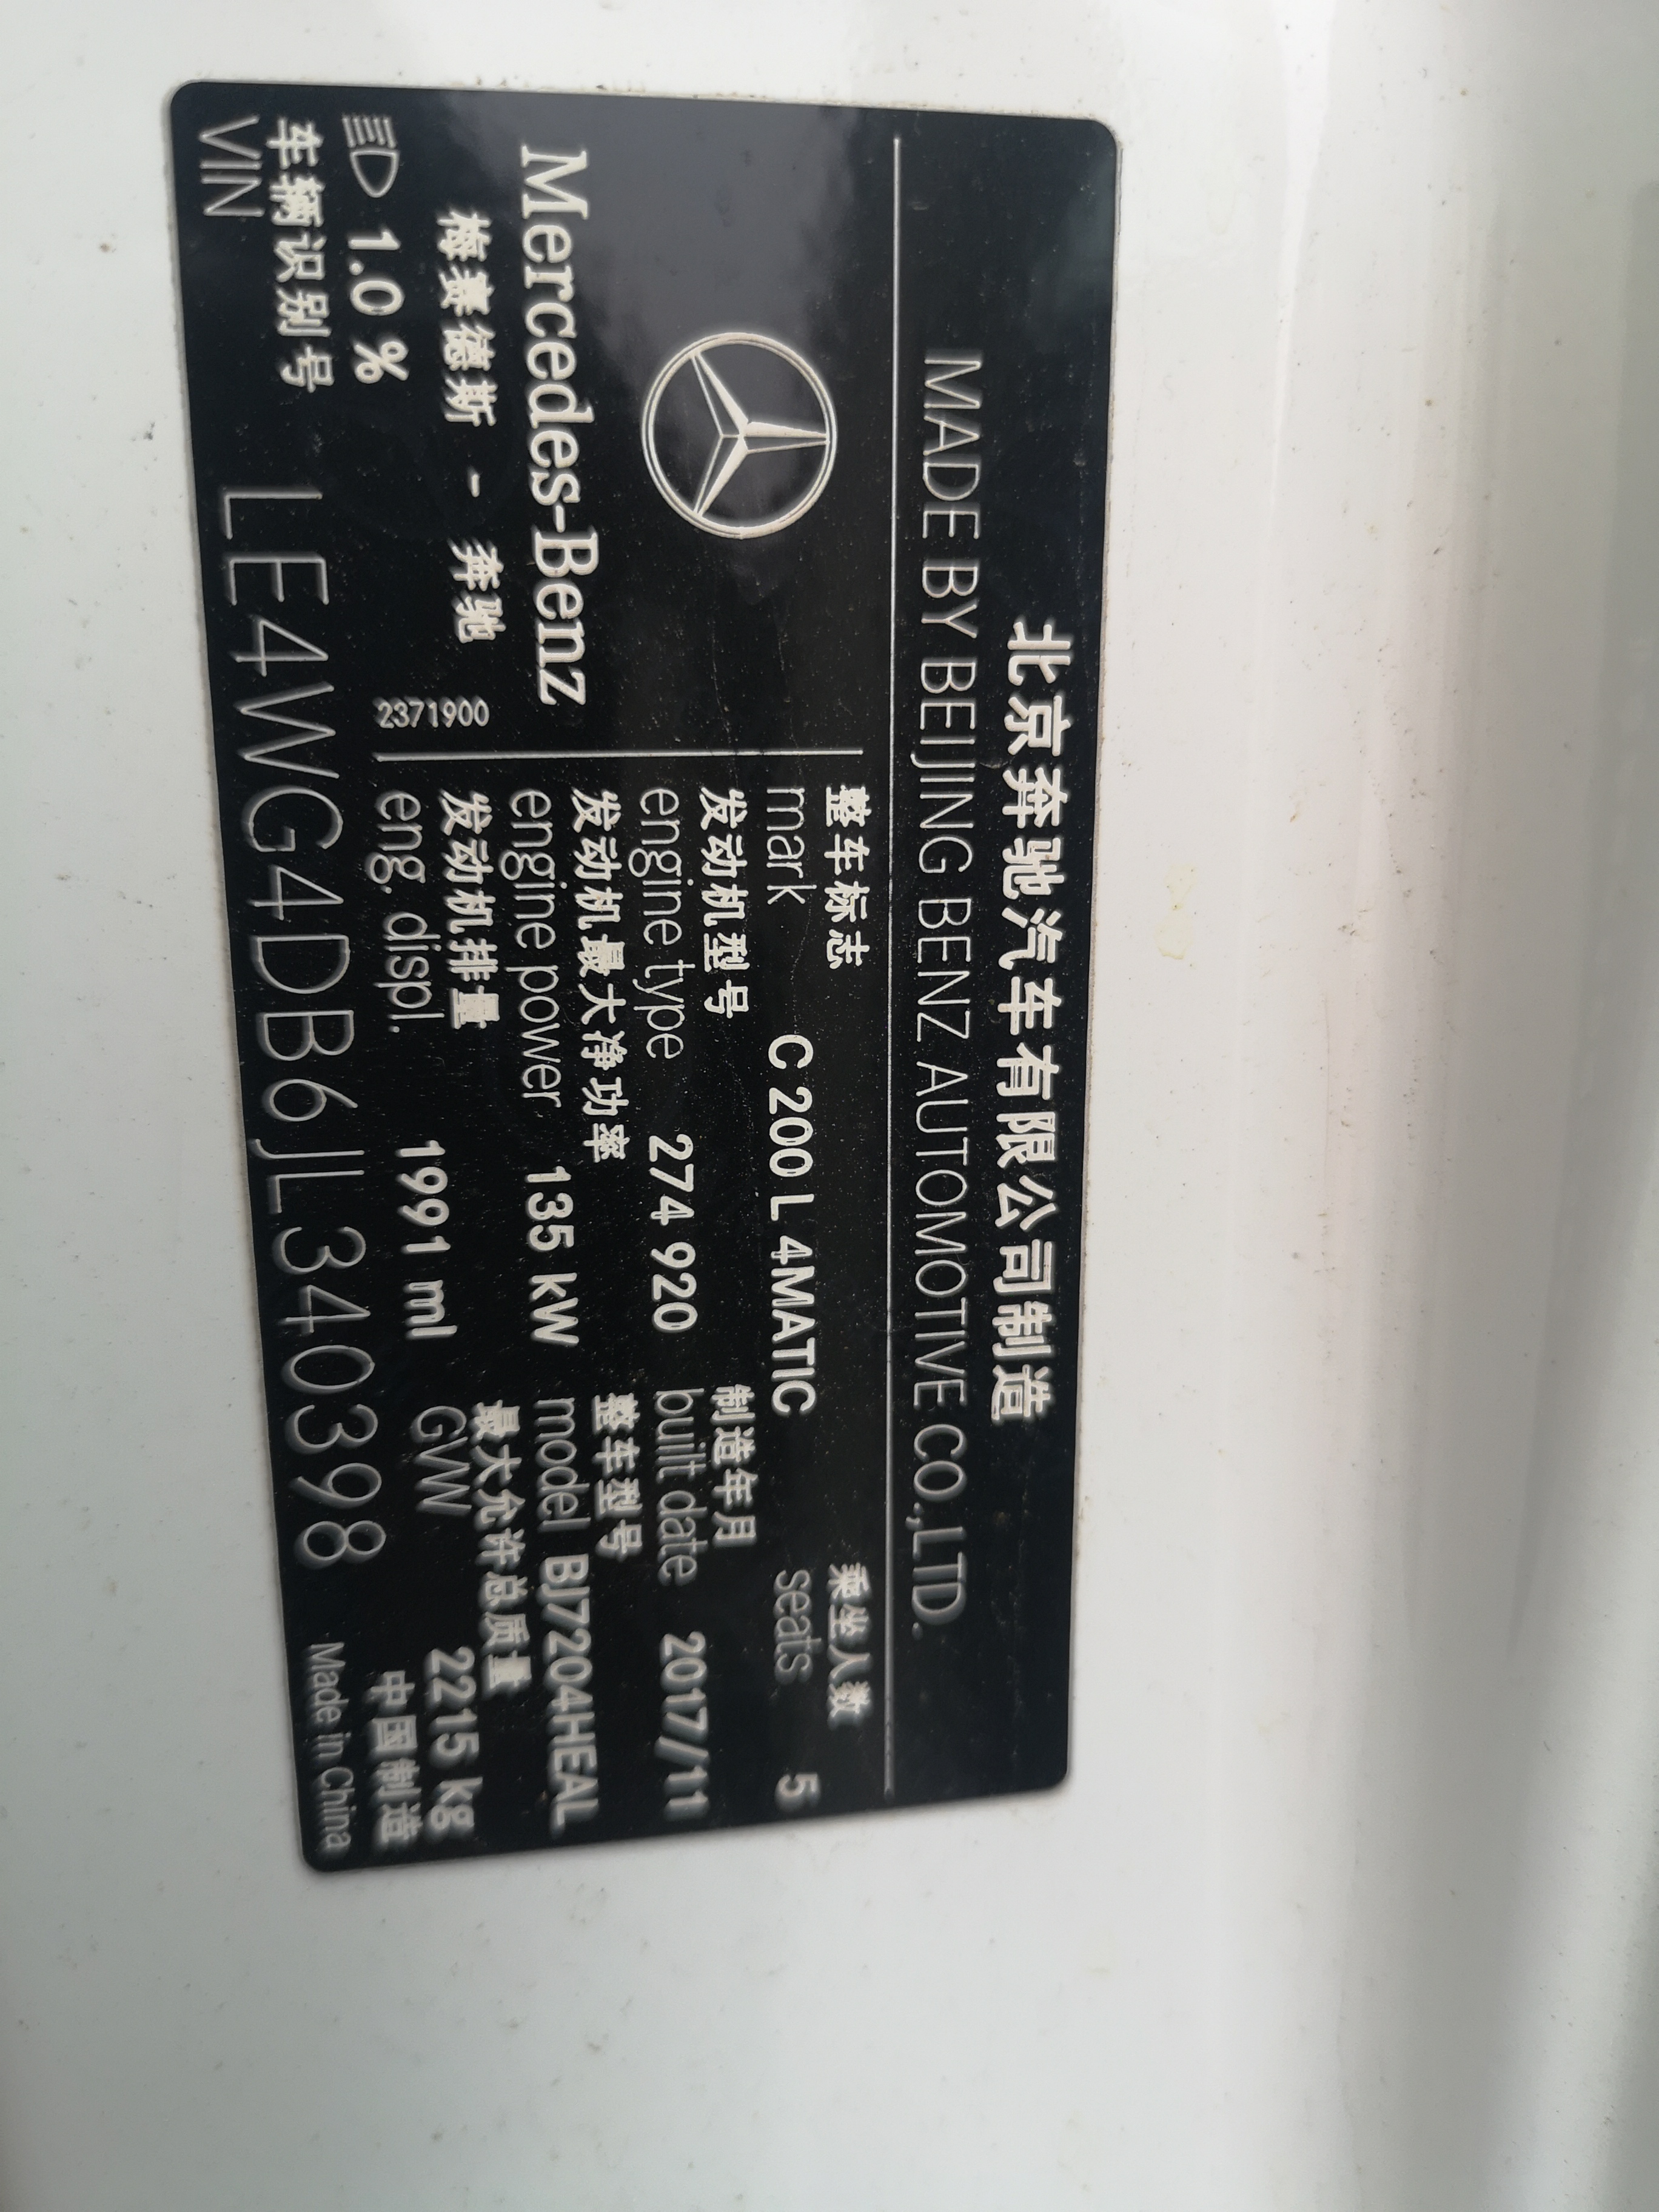 北京奔驰汽车有限公司制造
MADE BY BEIJING BENZ AUTOMOTIVE CO.,LTD.
Mercedes-Benz
梅赛德斯 - 奔驰
2371900
整车标志
mark C 200 L 4MATIC
乘坐人数
seats 5
发动机型号
engine type 274 920
制造年月
built date 2017/11
发动机最大净功率
engine power 135 kW
整车型号
model BJ7204HEAL
发动机排量
eng. displ. 1991 ml
最大允许总质量
GW 2215 kg
1.0 %
车辆识别号
VIN LE4WG4DB6JL340398
中国制造
Made in China